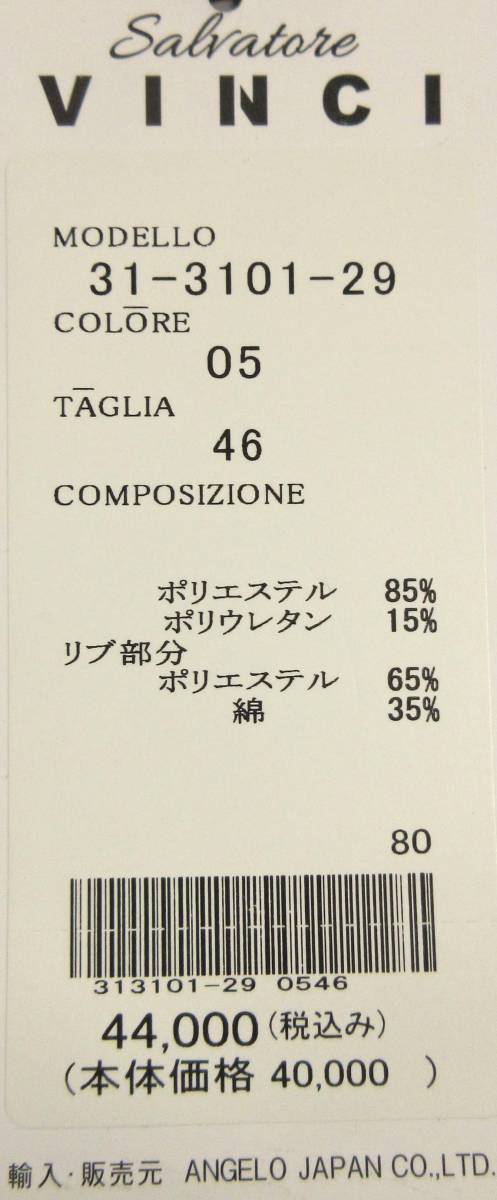 Salvatore
VINCI
MODELLO
31-3101-29
COLORE
05
TAGLIA
46
COMPOSIZIONE
ポリエステル 85%
ポリウレタン 15%
リブ部分
ポリエステル 65%
綿 35%
80
313101-29 0546
44,000(税込み)
(本体価格 40,000 )
輸入・販売元 ANGELO JAPAN CO.,LTD.